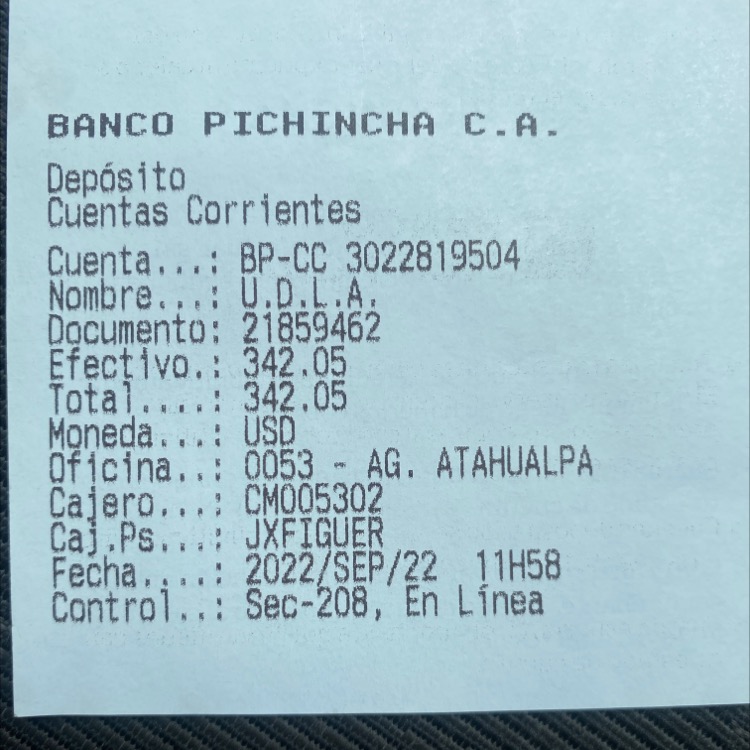 BANCO PICHINCHA C.A.
Depósito
Cuentas Corrientes
Cuenta...: BP-CC 3022819504
Nombre...: U.D.L.A.
Documento: 21859462
Efectivo.: 342.05
Total....: 342.05
Moneda...: USD
Oficina..: 0053 - AG. ATAHUALPA
Cajero...: CM005302
Caj.Ps...: JXFIGUER
Fecha....: 2022/SEP/22  11H58
Control..: Sec-208, En Línea